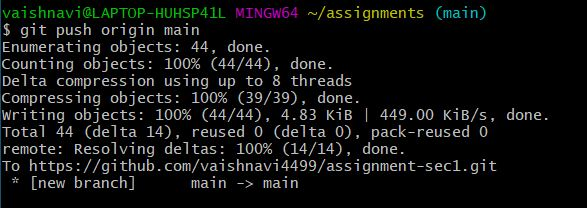 vaishnavi@LAPTOP-HUHSP41L MINGW64 ~/assignments (main)
$ git push origin main
Enumerating objects: 44, done.
Counting objects: 100% (44/44), done.
Delta compression using up to 8 threads
Compressing objects: 100% (39/39), done.
Writing objects: 100% (44/44), 4.83 KiB | 449.00 KiB/s, done.
Total 44 (delta 14), reused 0 (delta 0), pack-reused 0
remote: Resolving deltas: 100% (14/14), done.
To https://github.com/vaishnavi4499/assignment-sec1.git
 * [new branch]      main -> main